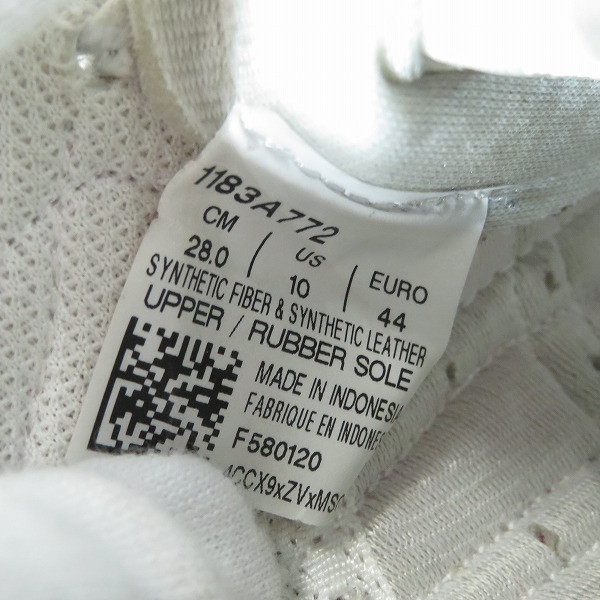 1183A772
CM / US / EURO
28.0 10 44
SYNTHETIC FIBER & SYNTHETIC LEATHER
UPPER / RUBBER SOLE
MADE IN INDONESIA
FABRIQUE EN INDONE
F580120